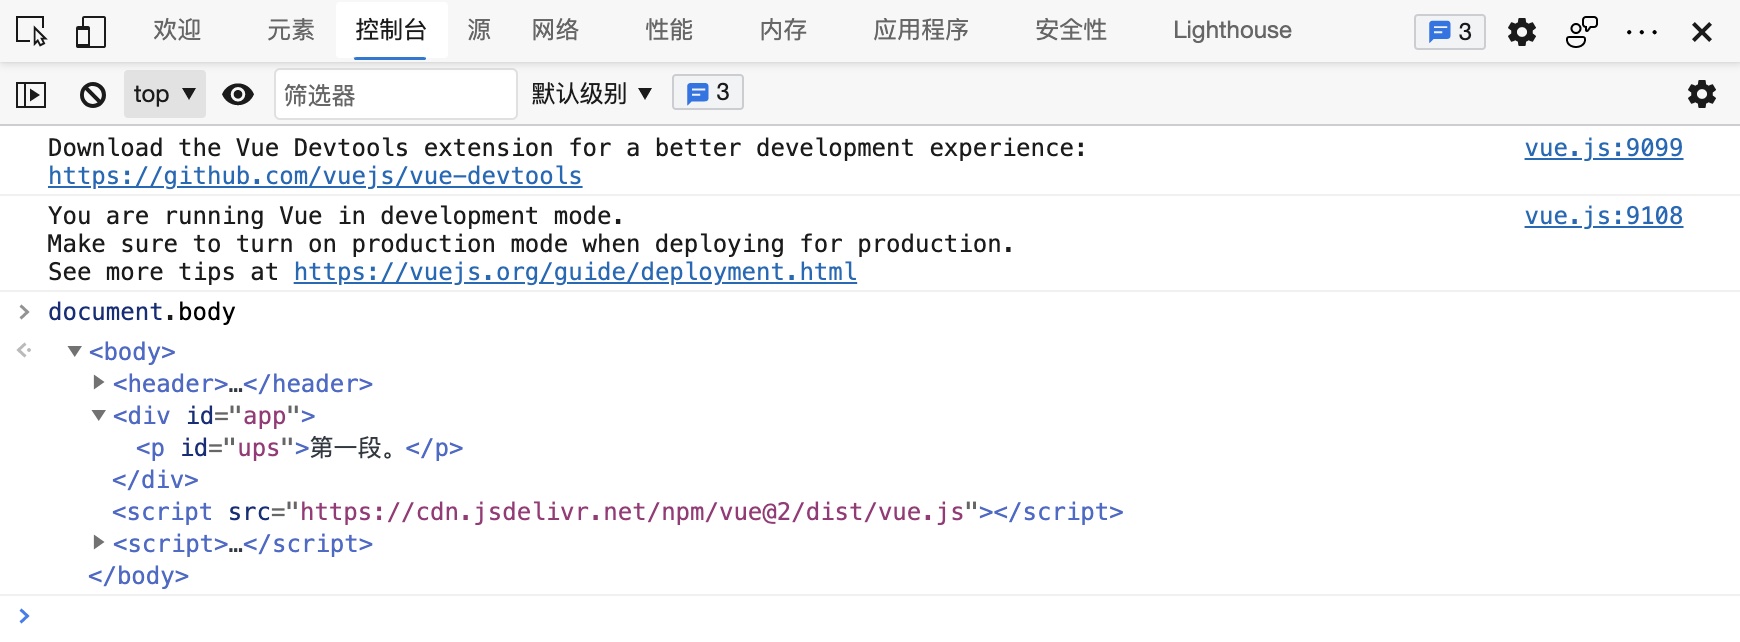 欢迎 元素 控制台 源 网络 性能 内存 应用程序 安全性 Lighthouse 3
top 筛选器 默认级别 3
Download the Vue Devtools extension for a better development experience: vue.js:9099
https://github.com/vuejs/vue-devtools
You are running Vue in development mode. vue.js:9108
Make sure to turn on production mode when deploying for production.
See more tips at https://vuejs.org/guide/deployment.html
document.body
<body>
<header>…</header>
<div id="app">
<p id="ups">第一段。</p>
</div>
<script src="https://cdn.jsdelivr.net/npm/vue@2/dist/vue.js"></script>
<script>…</script>
</body>